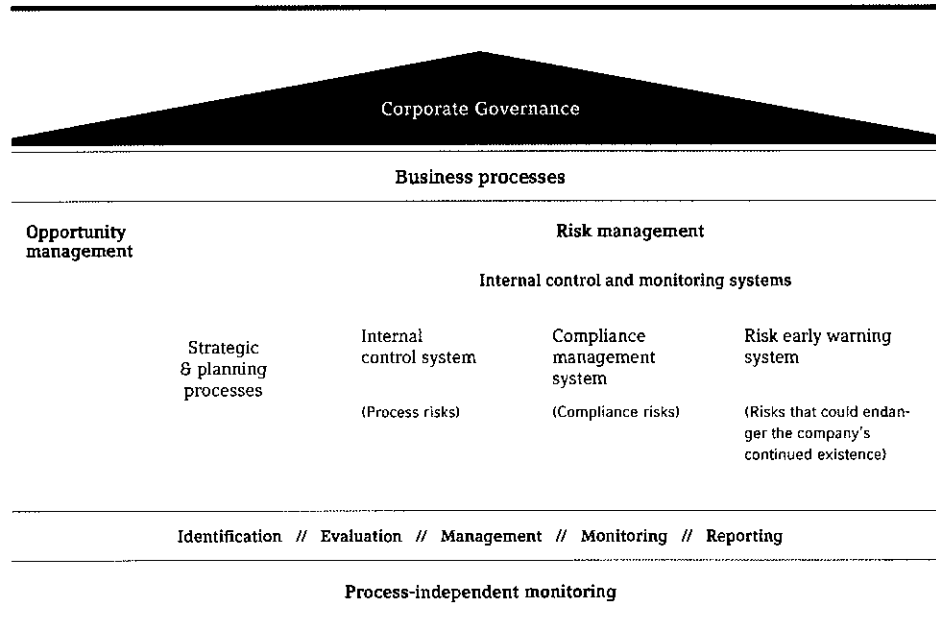 Corporate Governance
Business processes
Opportunity
management
Risk management
Internal control and monitoring systems
Strategic
& planning
processes
Internal
control system
(Process risks)
Compliance
management
system
(Compliance risks)
Risk early warning
system
(Risks that could endan-
ger the company's
continued existence)
Identification // Evaluation // Management // Monitoring // Reporting
Process-independent monitoring